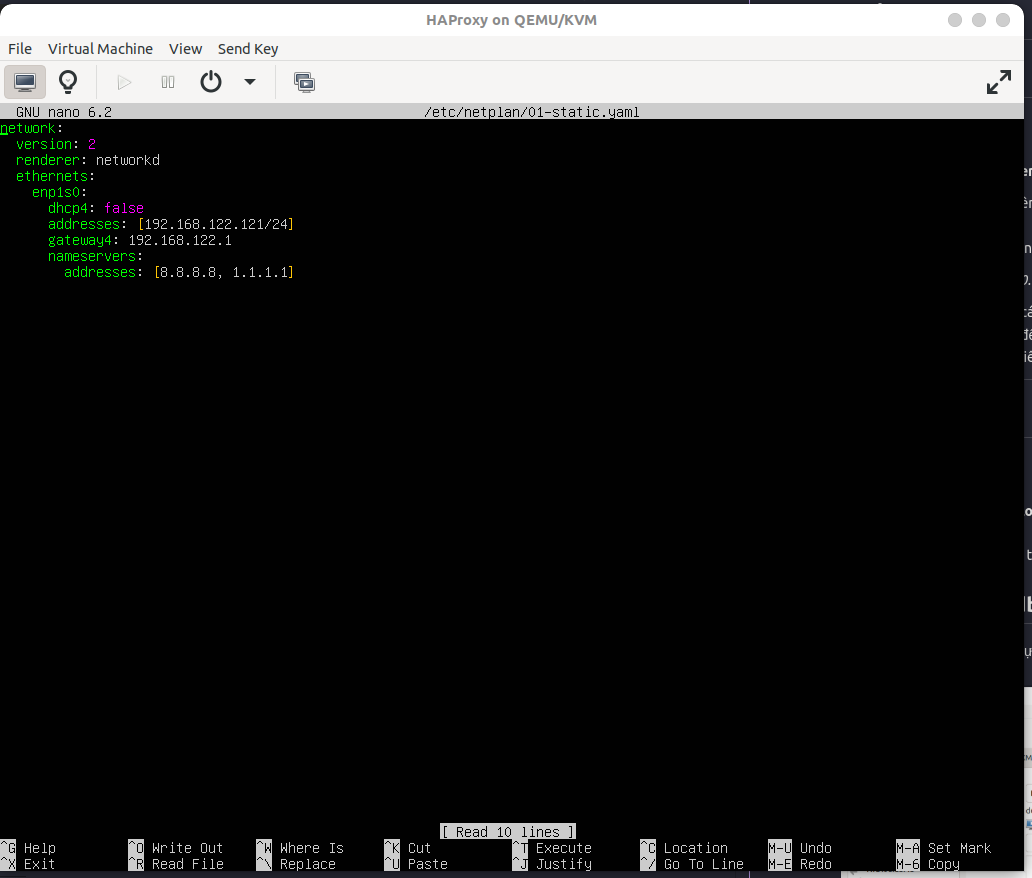 HAProxy on QEMU/KVM
File Virtual Machine View Send Key
GNU nano 6.2 /etc/netplan/01-static.yaml
network:
  version: 2
  renderer: networkd
  ethernets:
    enp1s0:
      dhcp4: false
      addresses: [192.168.122.121/24]
      gateway4: 192.168.122.1
      nameservers:
        addresses: [8.8.8.8, 1.1.1.1]
[ Read 10 lines ]
^G Help ^O Write Out ^W Where Is ^K Cut ^T Execute ^C Location M-U Undo M-A Set Mark
^X Exit ^R Read File ^\ Replace ^U Paste ^J Justify ^/ Go To Line M-E Redo M-6 Copy